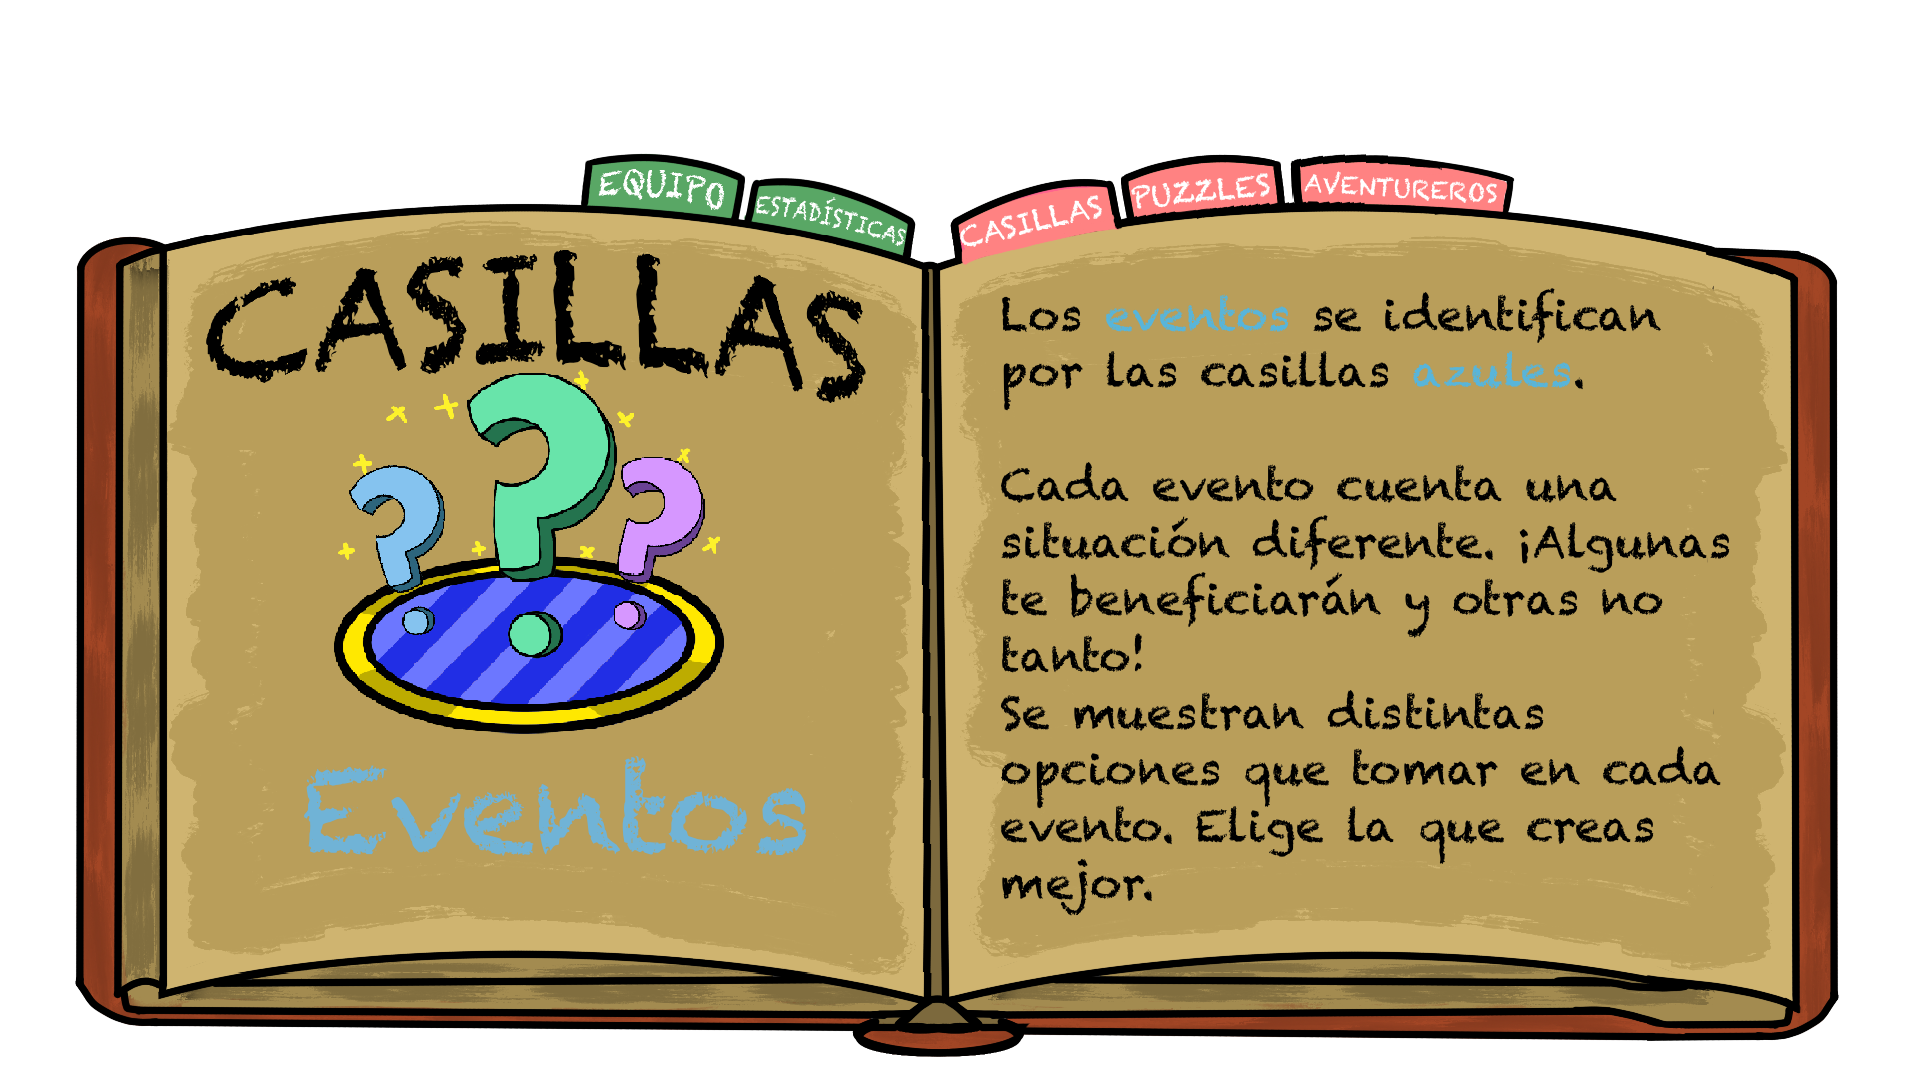 EQUIPO
ESTADÍSTICAS
CASILLAS
PUZZLES
AVENTUREROS
CASILLAS
Eventos
Los eventos se identifican
por las casillas azules.
Cada evento cuenta una
situación diferente. ¡Algunas
te beneficiarán y otras no
tanto!
Se muestran distintas
opciones que tomar en cada
evento. Elige la que creas
mejor.